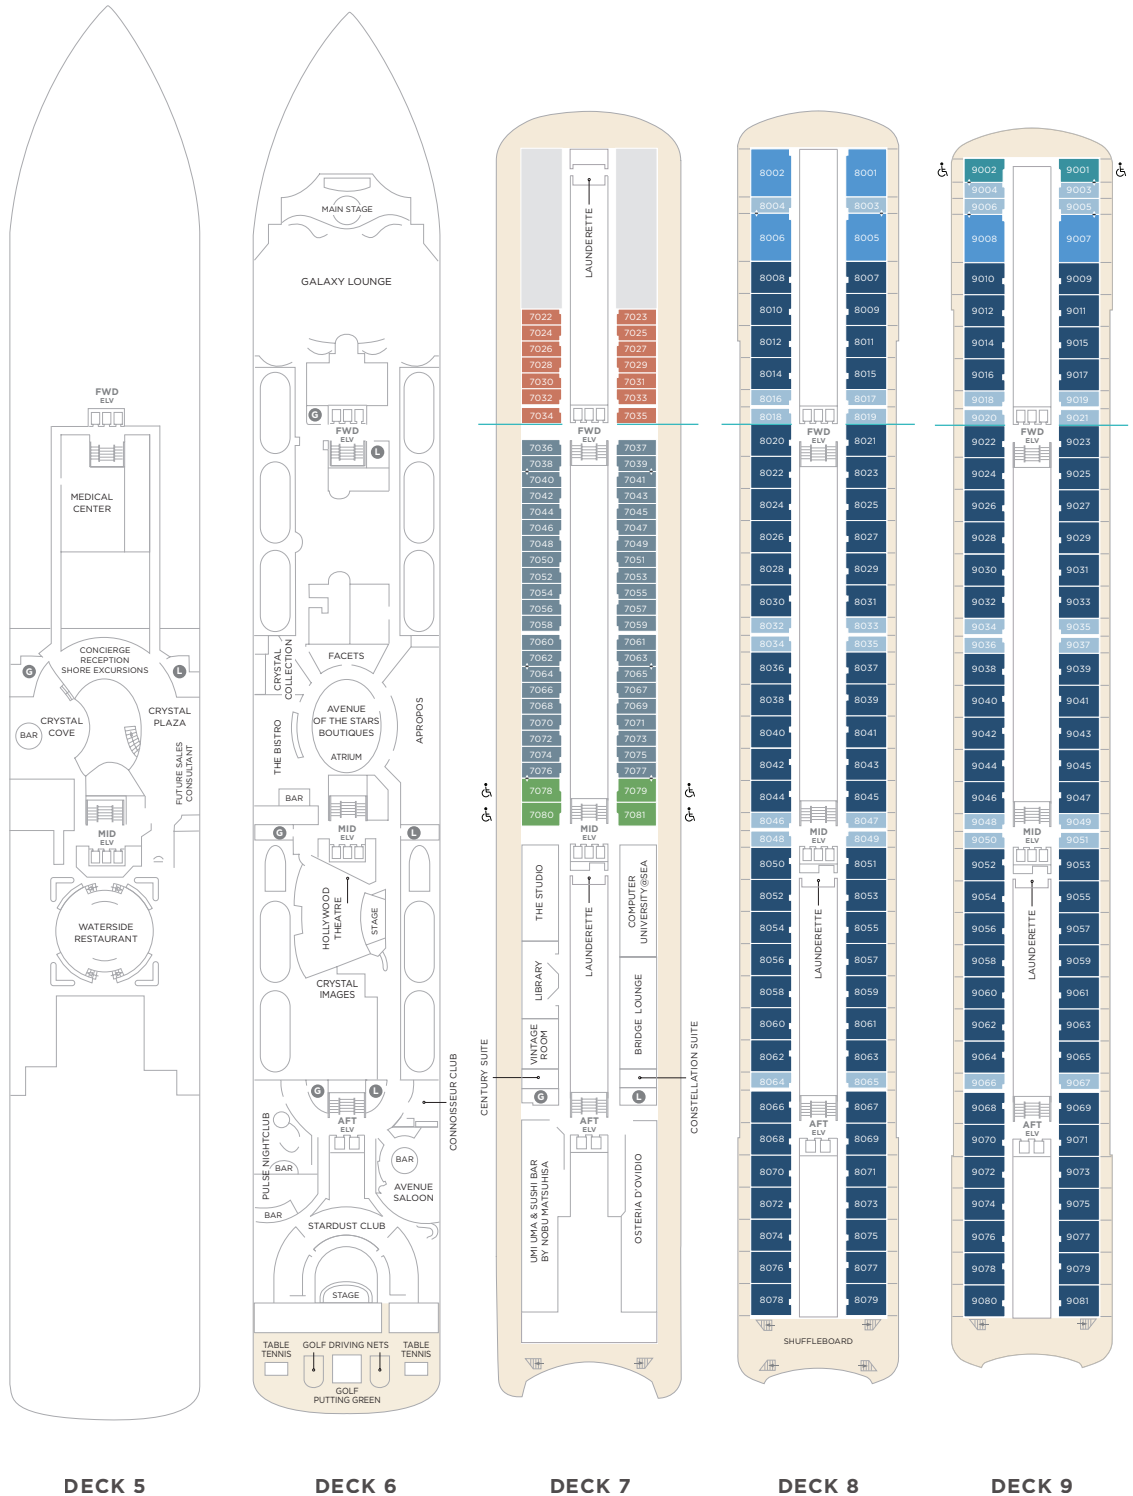 FWD
ELV
MEDICAL
CENTER
CONCIERGE
RECEPTION
SHORE EXCURSIONS
G
L
CRYSTAL
COVE
BAR
CRYSTAL
PLAZA
FUTURE SALES
CONSULTANT
MID
ELV
WATERSIDE
RESTAURANT
DECK 5
MAIN STAGE
GALAXY LOUNGE
G
FWD
ELV
L
CRYSTAL
COLLECTION
FACETS
AVENUE
OF THE STARS
BOUTIQUES
ATRIUM
THE BISTRO
APROPOS
BAR
G
MID
ELV
L
HOLLYWOOD
THEATRE
STAGE
CRYSTAL
IMAGES
G
L
AFT
ELV
CONNOISSEUR CLUB
PULSE NIGHTCLUB
BAR
BAR
BAR
AVENUE
SALOON
STARDUST CLUB
STAGE
TABLE
TENNIS
GOLF DRIVING NETS
TABLE
TENNIS
GOLF
PUTTING GREEN
DECK 6
LAUNDERETTE
7022 7023
7024 7025
7026 7027
7028 7029
7030 7031
7032 7033
7034 7035
FWD
ELV
7036 7037
7038 7039
7040 7041
7042 7043
7044 7045
7046 7047
7048 7049
7050 7051
7052 7053
7054 7055
7056 7057
7058 7059
7060 7061
7062 7063
7064 7065
7066 7067
7068 7069
7070 7071
7072 7073
7074 7075
7076 7077
7078 7079
7080 7081
MID
ELV
THE STUDIO
COMPUTER
UNIVERSITY@SEA
LAUNDERETTE
LIBRARY
BRIDGE LOUNGE
VINTAGE
ROOM
CENTURY SUITE
CONSTELLATION SUITE
G
L
AFT
ELV
UMI UMA & SUSHI BAR
BY NOBU MATSUHISA
OSTERIA D'OVIDIO
DECK 7
8002 8001
8004 8003
8006 8005
8008 8007
8010 8009
8012 8011
8014 8015
8016 8017
8018 8019
FWD
ELV
8020 8021
8022 8023
8024 8025
8026 8027
8028 8029
8030 8031
8032 8033
8034 8035
8036 8037
8038 8039
8040 8041
8042 8043
8044 8045
8046 8047
MID
ELV
8048 8049
8050 8051
8052 8053
8054 8055
LAUNDERETTE
8056 8057
8058 8059
8060 8061
8062 8063
8064 8065
8066 8067
AFT
ELV
8068 8069
8070 8071
8072 8073
8074 8075
8076 8077
8078 8079
SHUFFLEBOARD
DECK 8
9002 9001
9004 9003
9006 9005
9008 9007
9010 9009
9012 9011
9014 9015
9016 9017
9018 9019
9020 9021
FWD
ELV
9022 9023
9024 9025
9026 9027
9028 9029
9030 9031
9032 9033
9034 9035
9036 9037
9038 9039
9040 9041
9042 9043
9044 9045
9046 9047
9048 9049
MID
ELV
9050 9051
9052 9053
9054 9055
9056 9057
LAUNDERETTE
9058 9059
9060 9061
9062 9063
9064 9065
9066 9067
9068 9069
AFT
ELV
9070 9071
9072 9073
9074 9075
9076 9077
9078 9079
9080 9081
DECK 9